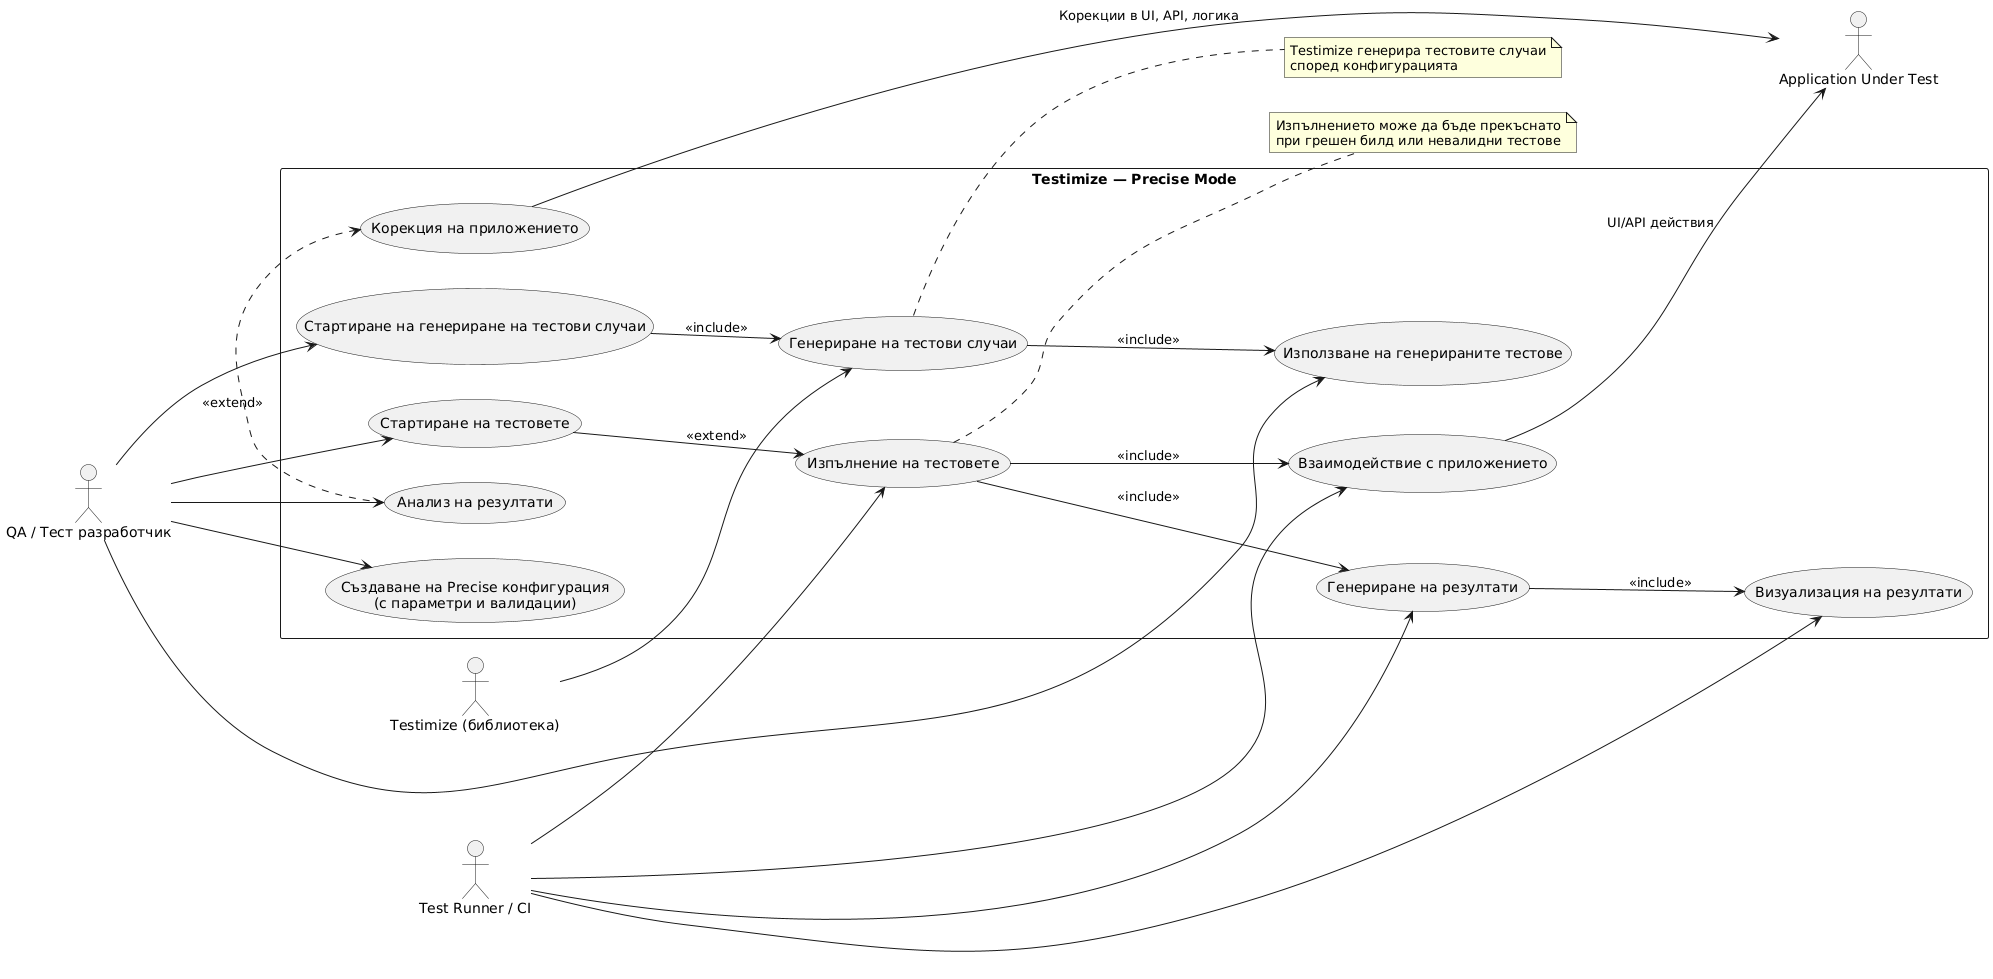 Корекции в UI, API, логика
Testimize генерира тестовите случаи
според конфигурацията
Application Under Test
Изпълнението може да бъде прекъснато
при грешен билд или невалидни тестове
Testimize — Precise Mode
Корекция на приложението
UI/API действия
Стартиране на генериране на тестови случаи
«include»
Генериране на тестови случаи
«include»
Използване на генерираните тестове
«extend»
Стартиране на тестовете
«extend»
Изпълнение на тестовете
«include»
Взаимодействие с приложението
Анализ на резултати
«include»
QA / Тест разработчик
Създаване на Precise конфигурация
(с параметри и валидации)
Генериране на резултати
«include»
Визуализация на резултати
Testimize (библиотека)
Test Runner / CI